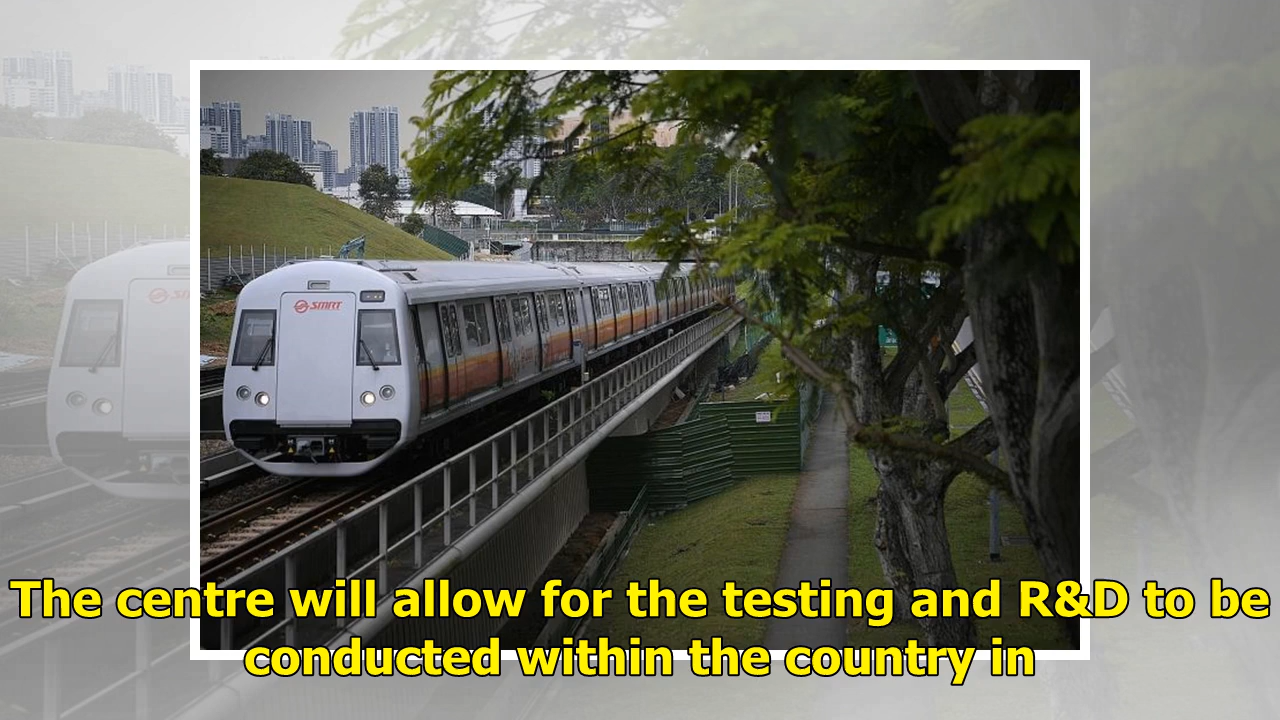 SMRT
The centre will allow for the testing and R&D to be
conducted within the country in